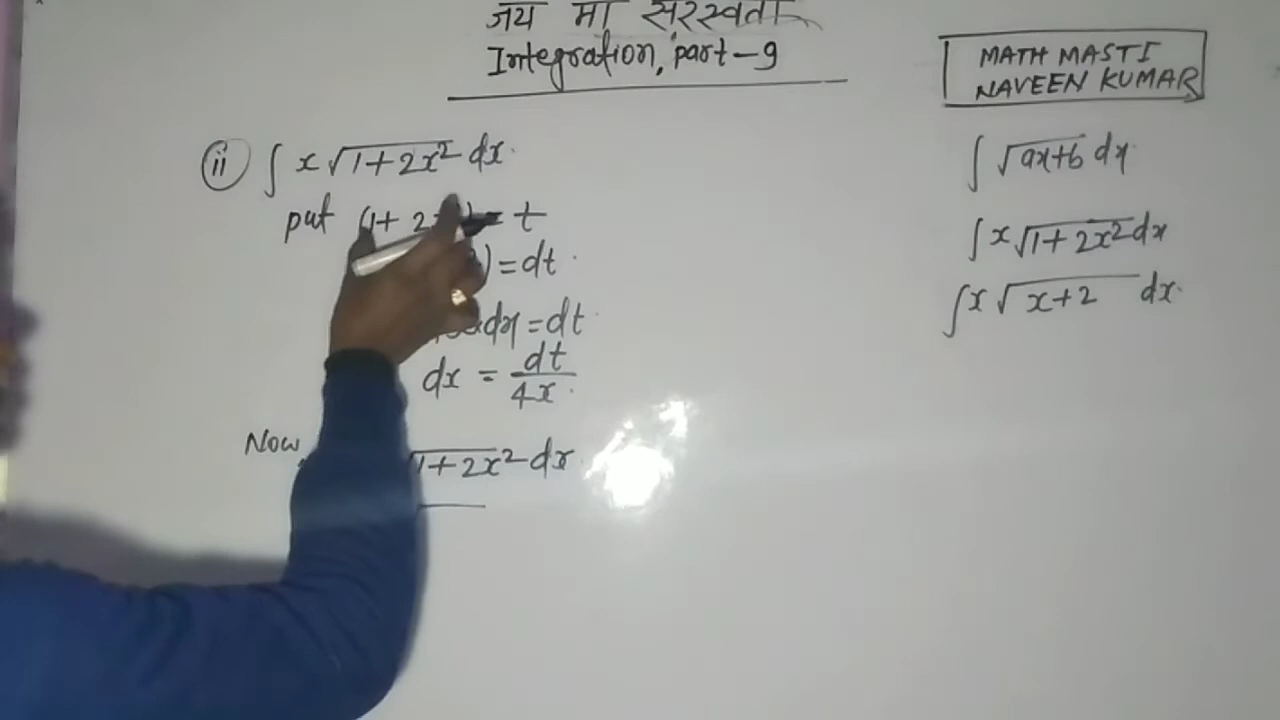 जय मा सरस्वती
Integration, part-9
MATH MASTI
NAVEEN KUMAR
(ii) ∫ x √1+2x² dx
put (1+ 2 = t
) = dt
dx = dt
dx = dt/4x
Now, √1+2x² dx
∫ √ax+b dx
∫ x √1+2x² dx
∫ x √x+2 dx